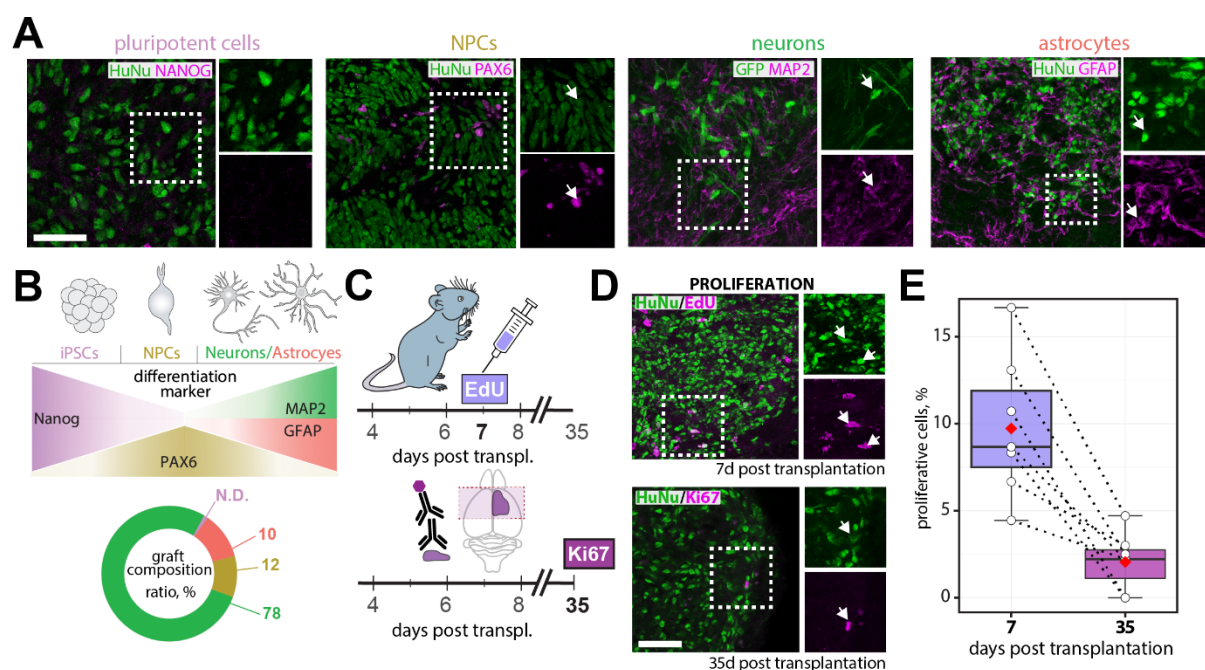 A
pluripotent cells
NPCs
neurons
astrocytes
HuNu NANOG
HuNu PAX6
GFP MAP2
HuNu GFAP
B
iPSCs
NPCs
Neurons/Astrocyes
differentiation
marker
Nanog
MAP2
GFAP
PAX6
N.D.
10
12
78
graft
composition
ratio, %
C
EdU
4 6 7 8 35
days post transpl.
Ki67
4 6 8 35
days post transpl.
D
PROLIFERATION
HuNu/EdU
7d post transplantation
HuNu/Ki67
35d post transplantation
E
proliferative cells, %
15
10
5
0
7 35
days post transplantation